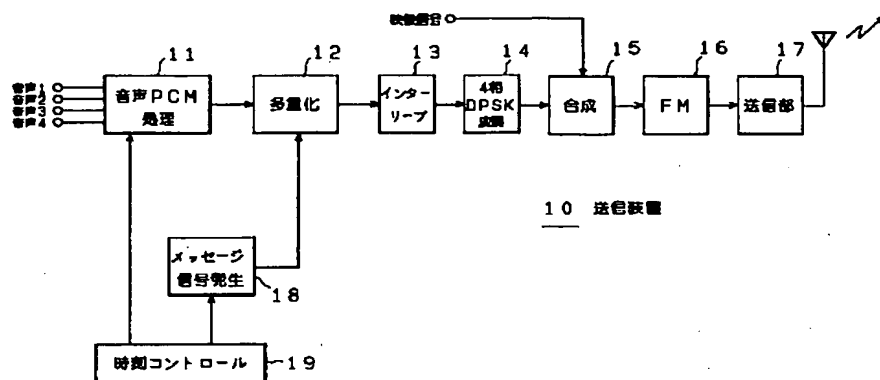 映像信号
11
12
13
14
15
16
17
音声1
音声2
音声3
音声4
音声PCM
処理
多重化
インター
リーブ
4相
DPSK
変調
合成
FM
送信部
10 送信装置
メッセージ
信号発生
18
時刻コントロール
19